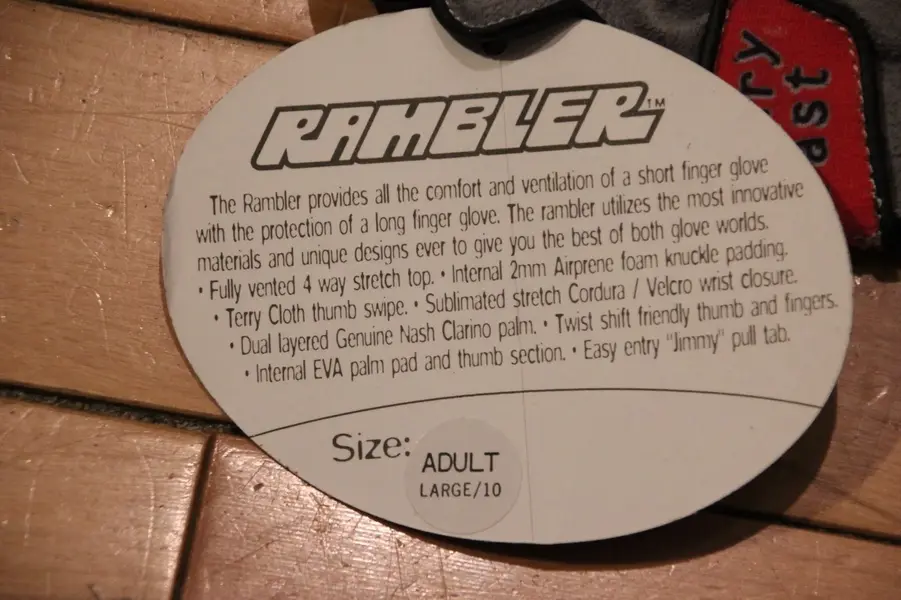 RAMBLER™
The Rambler provides all the comfort and ventilation of a short finger glove
with the protection of a long finger glove. The rambler utilizes the most innovative
materials and unique designs ever to give you the best of both glove worlds.
• Fully vented 4 way stretch top. • Internal 2mm Airprene foam knuckle padding.
• Terry Cloth thumb swipe. • Sublimated stretch Cordura / Velcro wrist closure.
• Dual layered Genuine Nash Clarino palm. • Twist shift friendly thumb and fingers.
• Internal EVA palm pad and thumb section. • Easy entry "Jimmy" pull tab.
Size: ADULT
LARGE/10
ry
ast